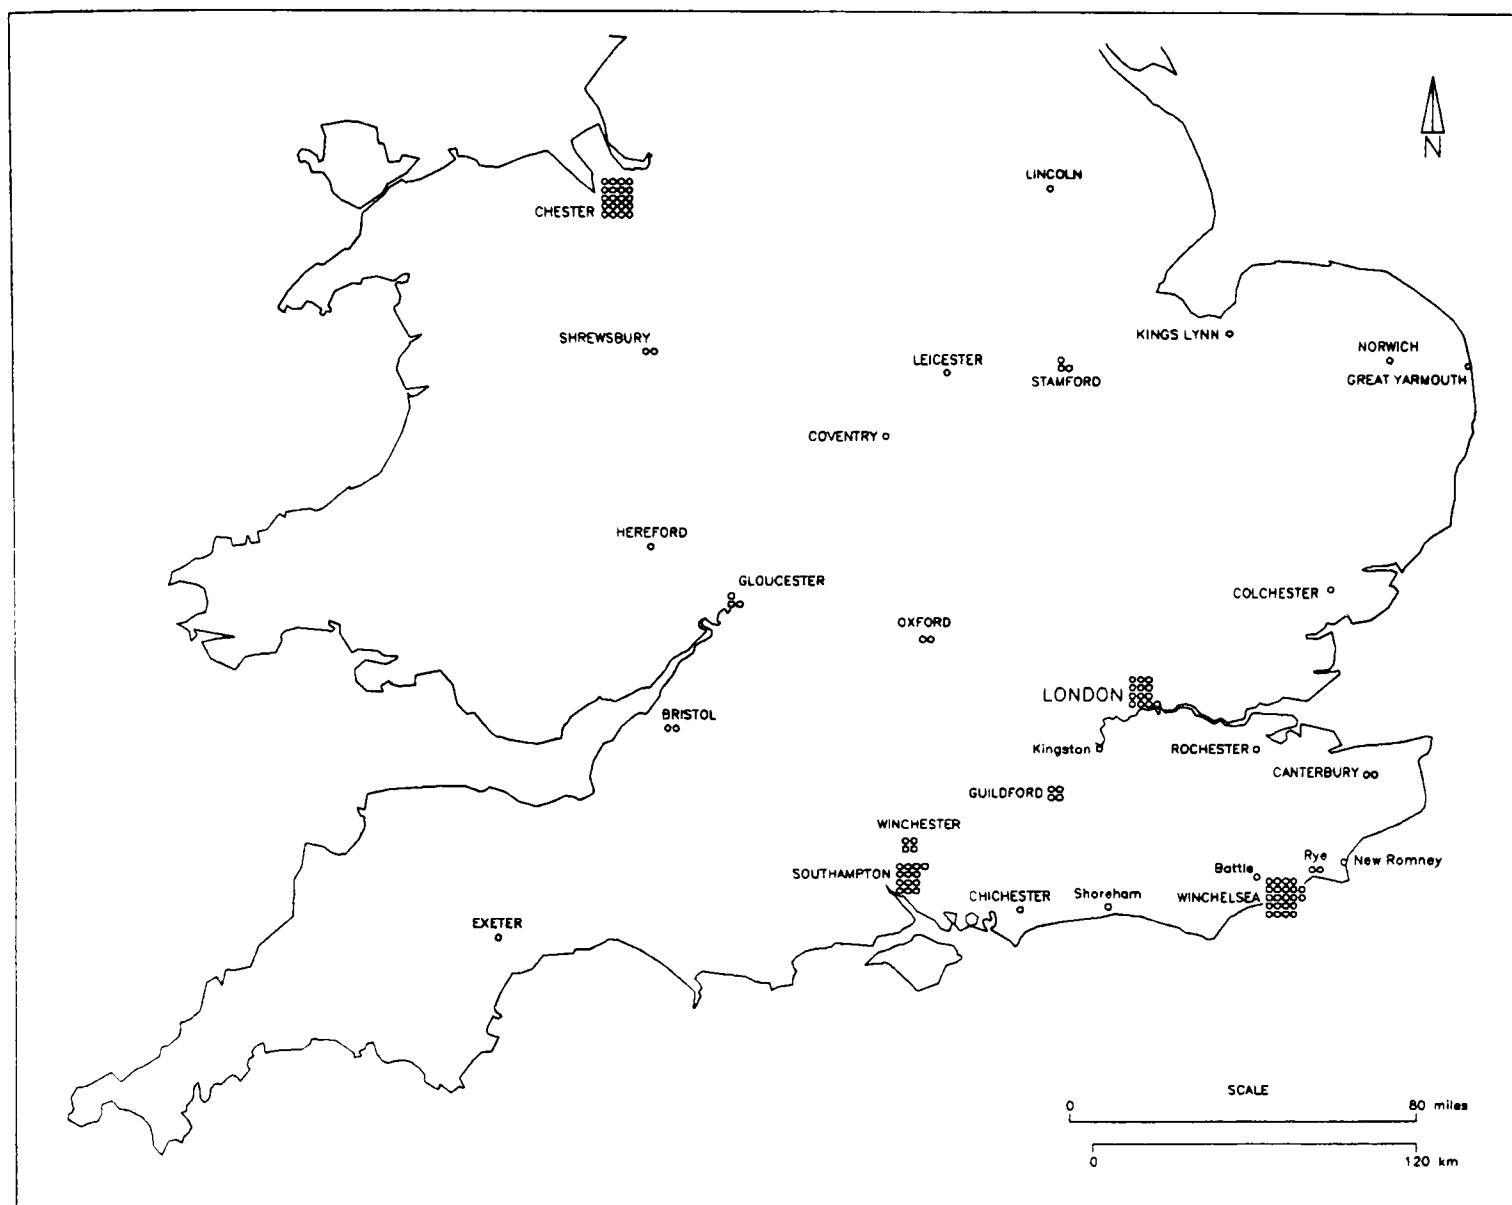 N
LINCOLN
CHESTER
SHREWSBURY
KINGS LYNN
NORWICH
LEICESTER
STAMFORD
GREAT YARMOUTH
COVENTRY
HEREFORD
GLOUCESTER
COLCHESTER
OXFORD
LONDON
BRISTOL
Kingston
ROCHESTER
CANTERBURY
GUILDFORD
WINCHESTER
SOUTHAMPTON
Rye
New Romney
Battle
WINCHELSEA
CHICHESTER
Shoreham
EXETER
SCALE
0 80 miles
0 120 km